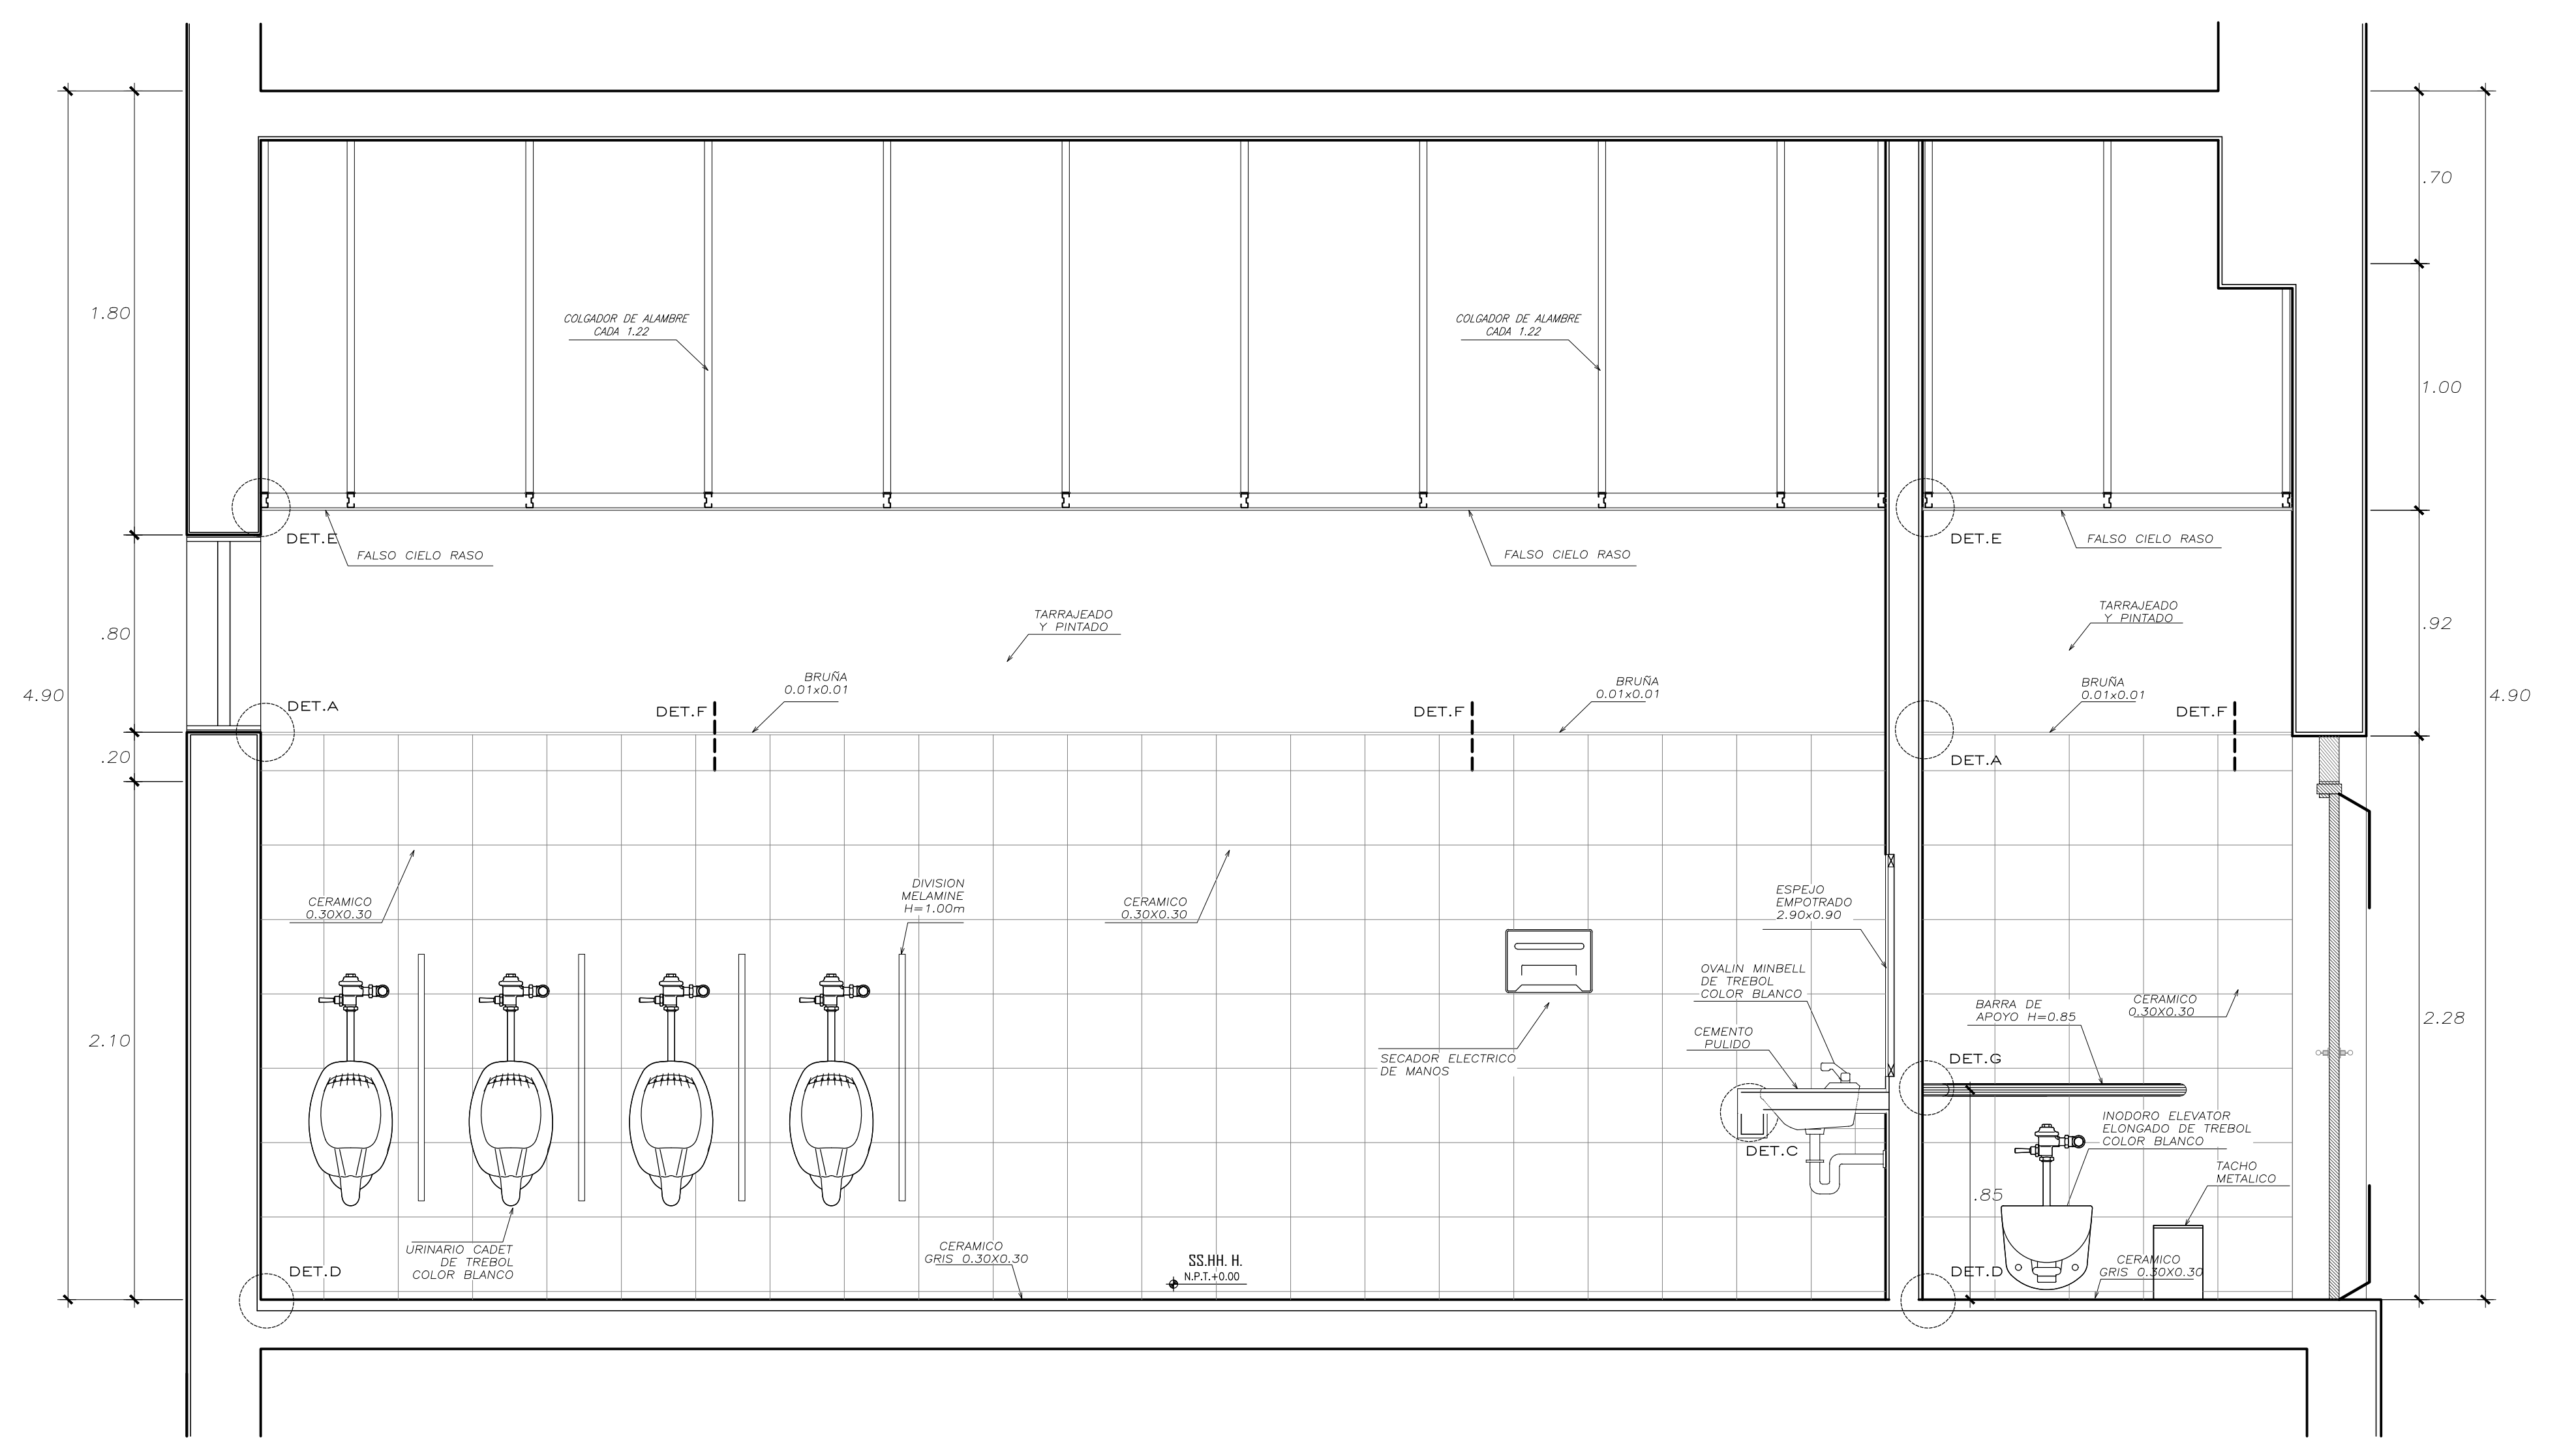 .70
1.80
COLGADOR DE ALAMBRE
CADA 1.22
COLGADOR DE ALAMBRE
CADA 1.22
1.00
DET.E
FALSO CIELO RASO
FALSO CIELO RASO
DET.E
FALSO CIELO RASO
.80
TARRAJEADO
Y PINTADO
TARRAJEADO
Y PINTADO
.92
4.90
DET.A
DET.F
BRUÑA
0.01x0.01
DET.F
BRUÑA
0.01x0.01
BRUÑA
0.01x0.01
DET.F
4.90
.20
DET.A
CERAMICO
0.30X0.30
DIVISION
MELAMINE
H=1.00m
CERAMICO
0.30X0.30
ESPEJO
EMPOTRADO
2.90x0.90
OVALIN MINBELL
DE TREBOL
COLOR BLANCO
BARRA DE
APOYO H=0.85
CERAMICO
0.30X0.30
2.10
SECADOR ELECTRICO
DE MANOS
CEMENTO
PULIDO
DET.G
2.28
DET.C
INODORO ELEVATOR
ELONGADO DE TREBOL
COLOR BLANCO
TACHO
METALICO
.85
URINARIO CADET
DE TREBOL
COLOR BLANCO
CERAMICO
GRIS 0.30X0.30
SS.HH. H.
N.P.T.+0.00
CERAMICO
GRIS 0.30X0.30
DET.D
DET.D